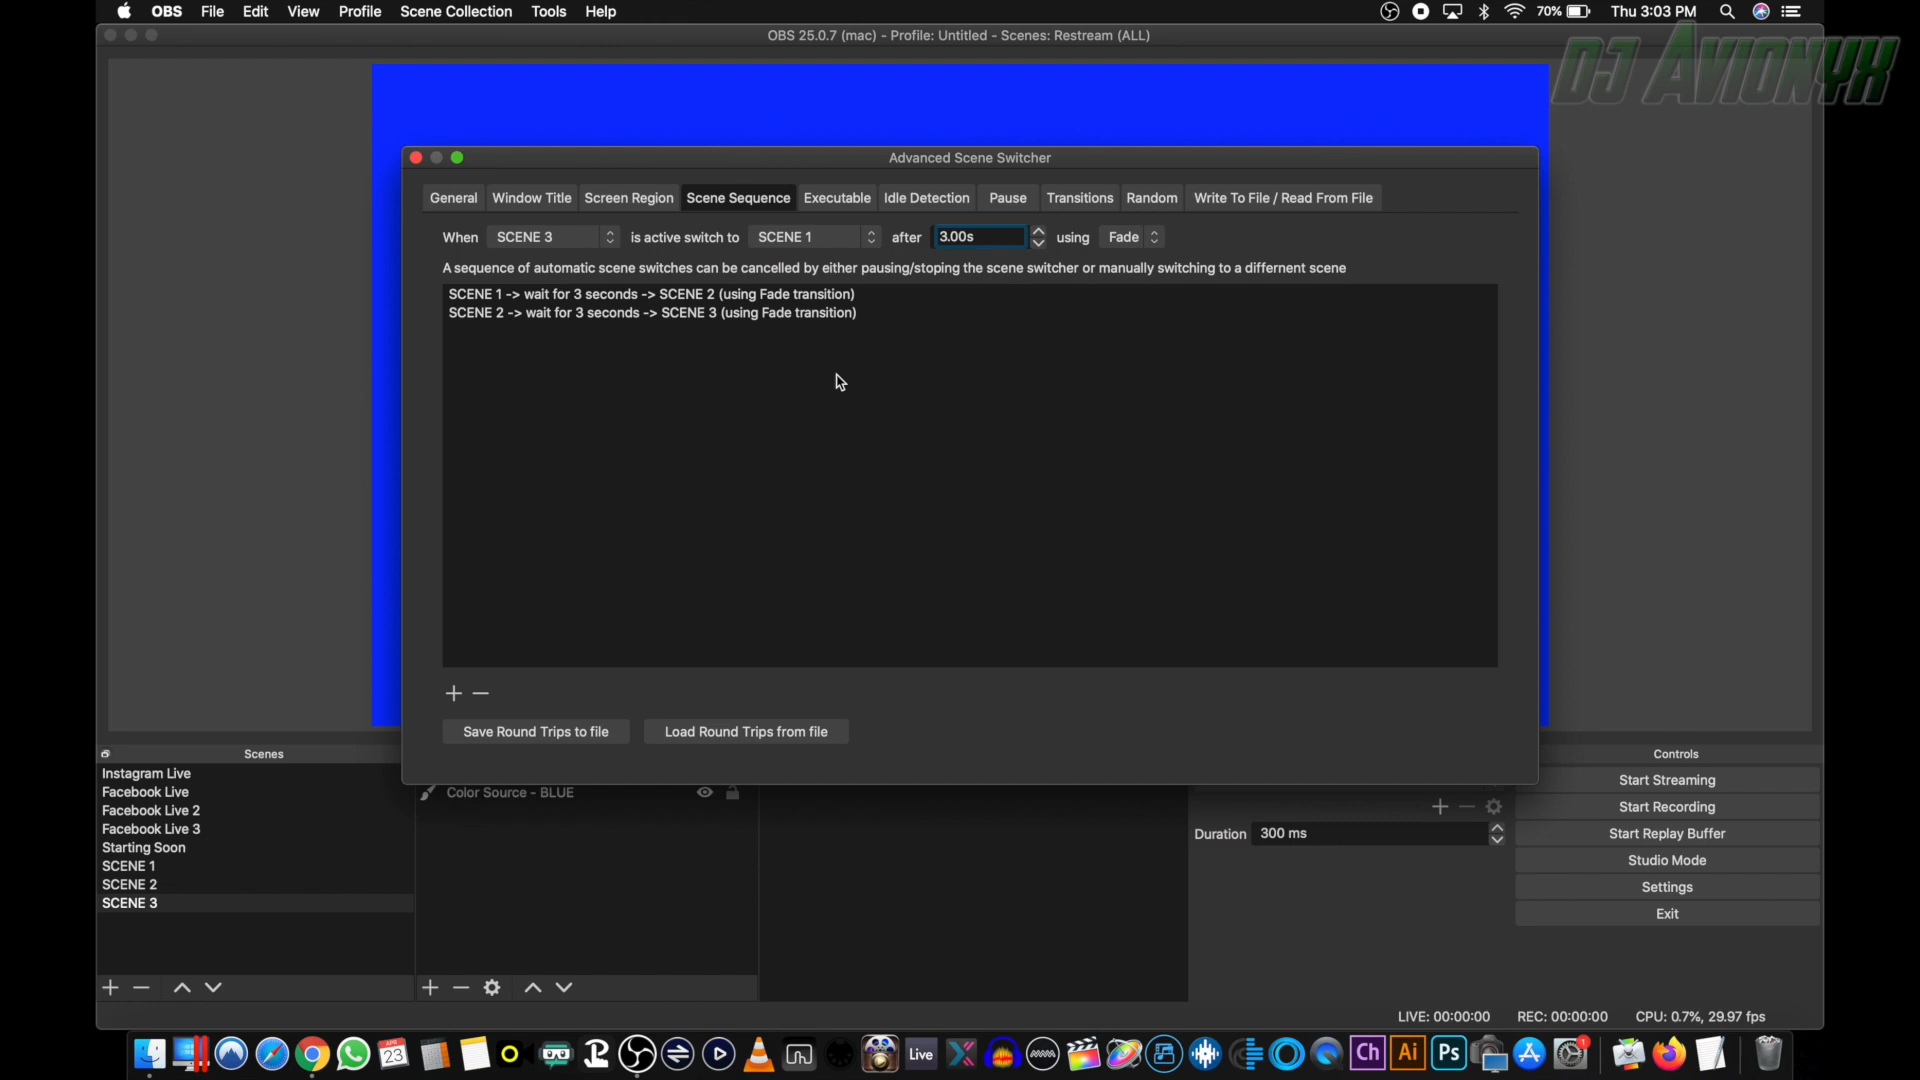 OBS File Edit View Profile Scene Collection Tools Help 70% Thu 3:03 PM
OBS 25.0.7 (mac) - Profile: Untitled - Scenes: Restream (ALL)
DJ AVIONYX
Advanced Scene Switcher
General Window Title Screen Region Scene Sequence Executable Idle Detection Pause Transitions Random Write To File / Read From File
When SCENE 3 is active switch to SCENE 1 after 3.00s using Fade
A sequence of automatic scene switches can be cancelled by either pausing/stoping the scene switcher or manually switching to a differnent scene
SCENE 1 -> wait for 3 seconds -> SCENE 2 (using Fade transition)
SCENE 2 -> wait for 3 seconds -> SCENE 3 (using Fade transition)
Save Round Trips to file Load Round Trips from file
Scenes
Controls
Instagram Live
Facebook Live
Facebook Live 2
Facebook Live 3
Starting Soon
SCENE 1
SCENE 2
SCENE 3
Color Source - BLUE
Duration 300 ms
Start Streaming
Start Recording
Start Replay Buffer
Studio Mode
Settings
Exit
LIVE: 00:00:00 REC: 00:00:00 CPU: 0.7%, 29.97 fps
APR
23 Live Ch Ai Ps 1